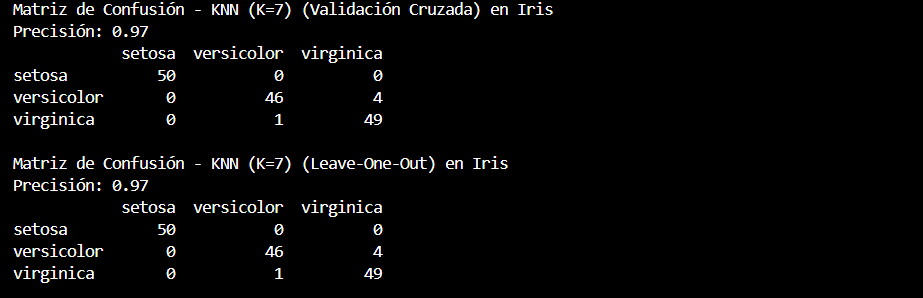 Matriz de Confusión - KNN (K=7) (Validación Cruzada) en Iris
Precisión: 0.97
setosa versicolor virginica
setosa 50 0 0
versicolor 0 46 4
virginica 0 1 49
Matriz de Confusión - KNN (K=7) (Leave-One-Out) en Iris
Precisión: 0.97
setosa versicolor virginica
setosa 50 0 0
versicolor 0 46 4
virginica 0 1 49